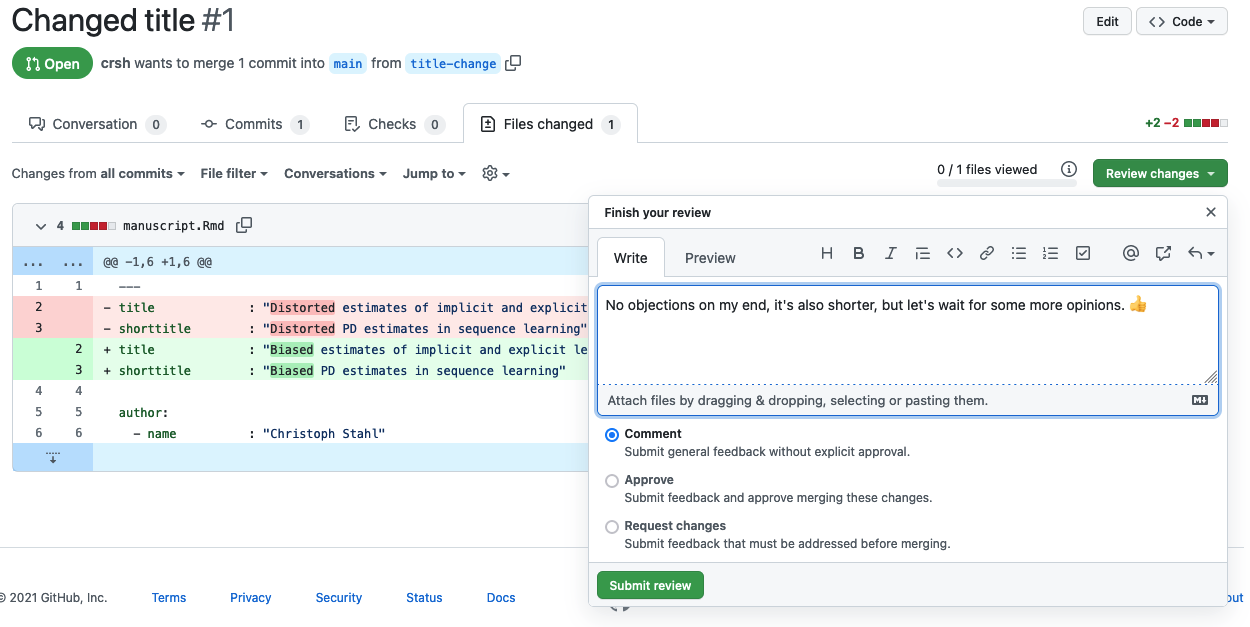 Changed title #1
Edit
Code
Open
crsh wants to merge 1 commit into main from title-change
Conversation 0
Commits 1
Checks 0
Files changed 1
+2 −2
Changes from all commits
File filter
Conversations
Jump to
0 / 1 files viewed
Review changes
4 manuscript.Rmd
... ... @@ -1,6 +1,6 @@
1 1 ---
2 - title : "Distorted estimates of implicit and explicit
3 - shorttitle : "Distorted PD estimates in sequence learning"
2 + title : "Biased estimates of implicit and explicit le
3 + shorttitle : "Biased PD estimates in sequence learning"
4 4
5 5 author:
6 6 - name : "Christoph Stahl"
Finish your review
Write
Preview
No objections on my end, it's also shorter, but let's wait for some more opinions. 👍
Attach files by dragging & dropping, selecting or pasting them.
Comment
Submit general feedback without explicit approval.
Approve
Submit feedback and approve merging these changes.
Request changes
Submit feedback that must be addressed before merging.
Submit review
© 2021 GitHub, Inc.
Terms
Privacy
Security
Status
Docs
out